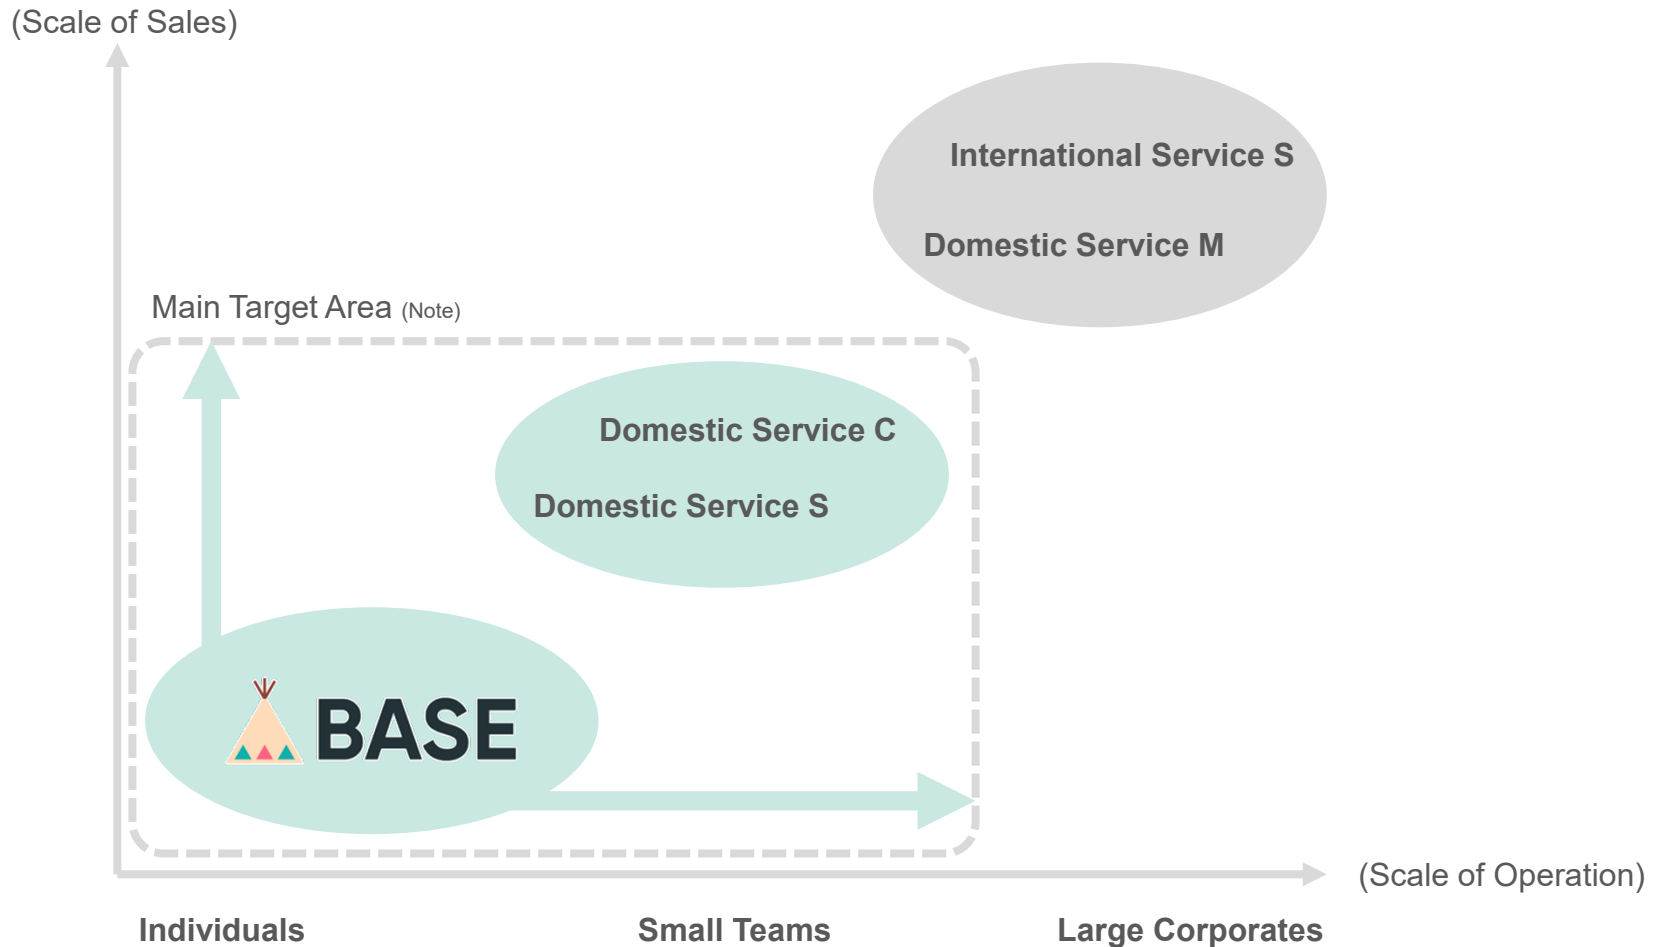 (Scale of Sales)
International Service S
Domestic Service M
Main Target Area (Note)
Domestic Service C
Domestic Service S
BASE
(Scale of Operation)
Individuals
Small Teams
Large Corporates